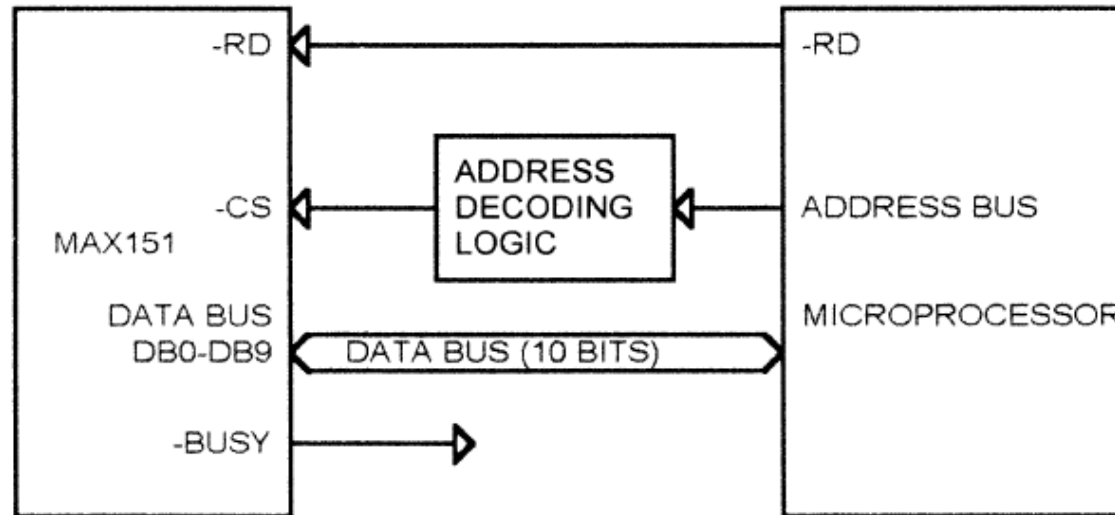 -RD
-RD
ADDRESS
DECODING
LOGIC
-CS
ADDRESS BUS
MAX151
DATA BUS
MICROPROCESSOR
DB0-DB9
DATA BUS (10 BITS)
-BUSY